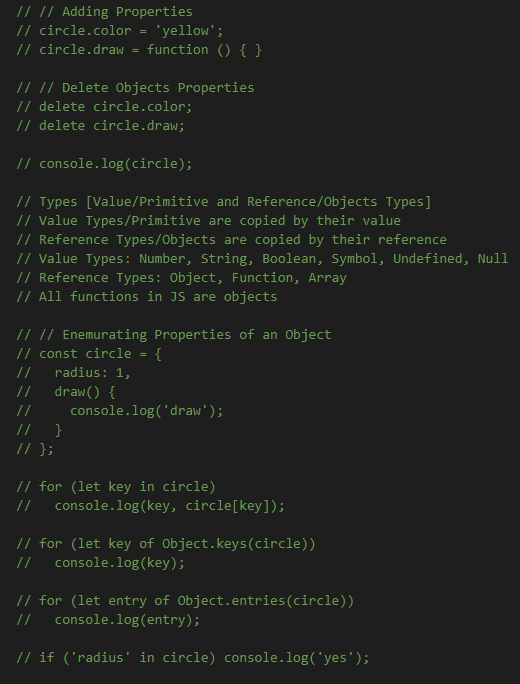 // // Adding Properties
// circle.color = 'yellow';
// circle.draw = function () { }
// // Delete Objects Properties
// delete circle.color;
// delete circle.draw;
// console.log(circle);
// Types [Value/Primitive and Reference/Objects Types]
// Value Types/Primitive are copied by their value
// Reference Types/Objects are copied by their reference
// Value Types: Number, String, Boolean, Symbol, Undefined, Null
// Reference Types: Object, Function, Array
// All functions in JS are objects
// // Enemurating Properties of an Object
// const circle = {
//   radius: 1,
//   draw() {
//     console.log('draw');
//   }
// };
// for (let key in circle)
//   console.log(key, circle[key]);
// for (let key of Object.keys(circle))
//   console.log(key);
// for (let entry of Object.entries(circle))
//   console.log(entry);
// if ('radius' in circle) console.log('yes');